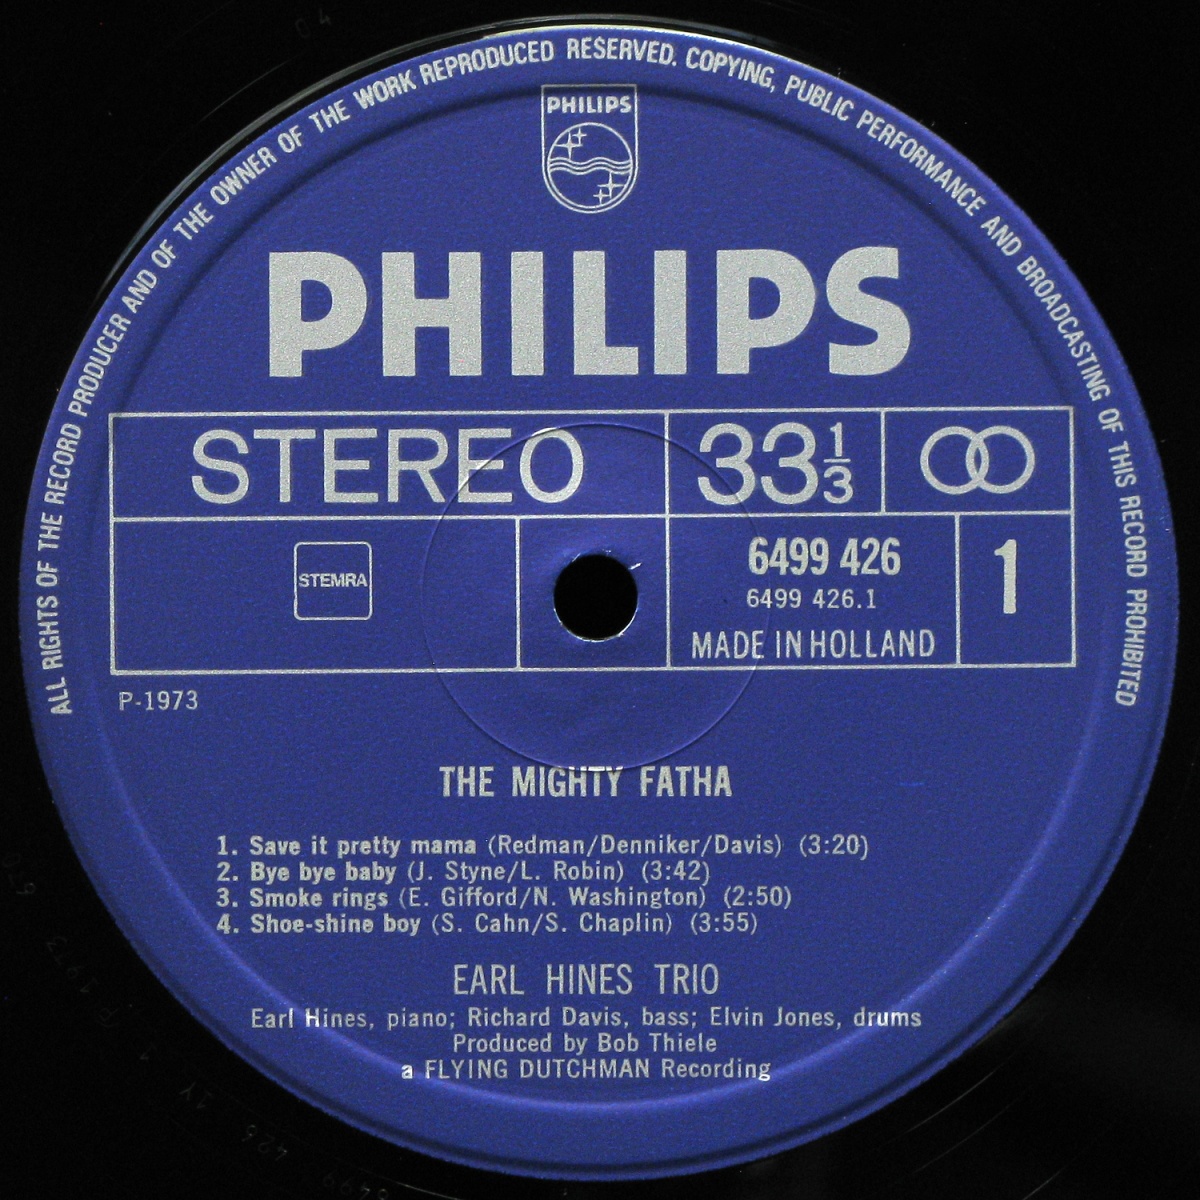 ALL RIGHTS OF THE RECORD PRODUCER AND OF THE OWNER OF THE WORK REPRODUCED RESERVED. COPYING, PUBLIC PERFORMANCE AND BROADCASTING OF THIS RECORD PROHIBITED
PHILIPS
PHILIPS
STEREO 33 1/3
STEMRA
6499 426
6499 426.1
MADE IN HOLLAND
1
P-1973
THE MIGHTY FATHA
1. Save it pretty mama (Redman/Denniker/Davis) (3:20)
2. Bye bye baby (J. Styne/L. Robin) (3:42)
3. Smoke rings (E. Gifford/N. Washington) (2:50)
4. Shoe-shine boy (S. Cahn/S. Chaplin) (3:55)
EARL HINES TRIO
Earl Hines, piano; Richard Davis, bass; Elvin Jones, drums
Produced by Bob Thiele
a FLYING DUTCHMAN Recording